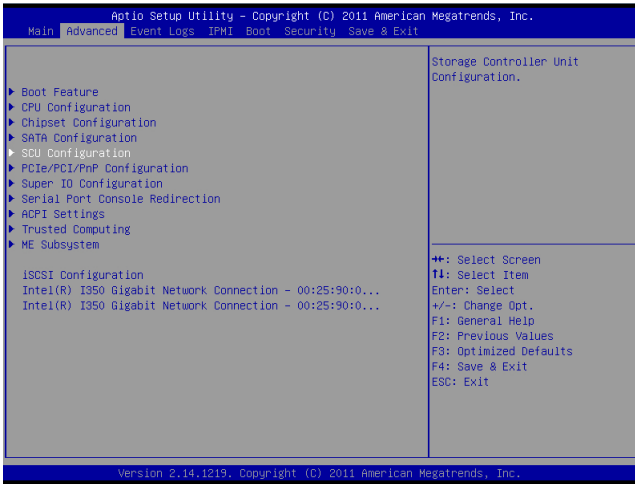 Aptio Setup Utility – Copyright (C) 2011 American Megatrends, Inc.
Main Advanced Event Logs IPMI Boot Security Save & Exit
Storage Controller Unit
Configuration.
▶ Boot Feature
▶ CPU Configuration
▶ Chipset Configuration
▶ SATA Configuration
▶ SCU Configuration
▶ PCIe/PCI/PnP Configuration
▶ Super IO Configuration
▶ Serial Port Console Redirection
▶ ACPI Settings
▶ Trusted Computing
▶ ME Subsystem
iSCSI Configuration
Intel(R) I350 Gigabit Network Connection – 00:25:90:0...
Intel(R) I350 Gigabit Network Connection – 00:25:90:0...
→←: Select Screen
↑↓: Select Item
Enter: Select
+/-: Change Opt.
F1: General Help
F2: Previous Values
F3: Optimized Defaults
F4: Save & Exit
ESC: Exit
Version 2.14.1219. Copyright (C) 2011 American Megatrends, Inc.